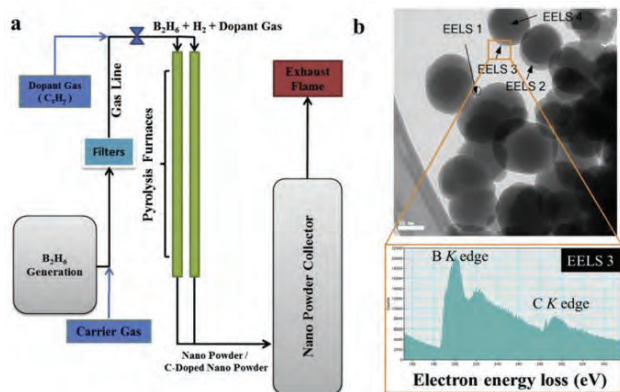 a
B₂H₆ + H₂ + Dopant Gas
Dopant Gas
(C₂H₂)
Gas Line
Filters
Pyrolysis Furnaces
B₂H₆
Generation
Carrier Gas
Nano Powder /
C-Doped Nano Powder
Exhaust
Flame
Nano Powder Collector
b
EELS 1
EELS 4
EELS 3
EELS 2
EELS 3
B K edge
C K edge
Electron energy loss (eV)